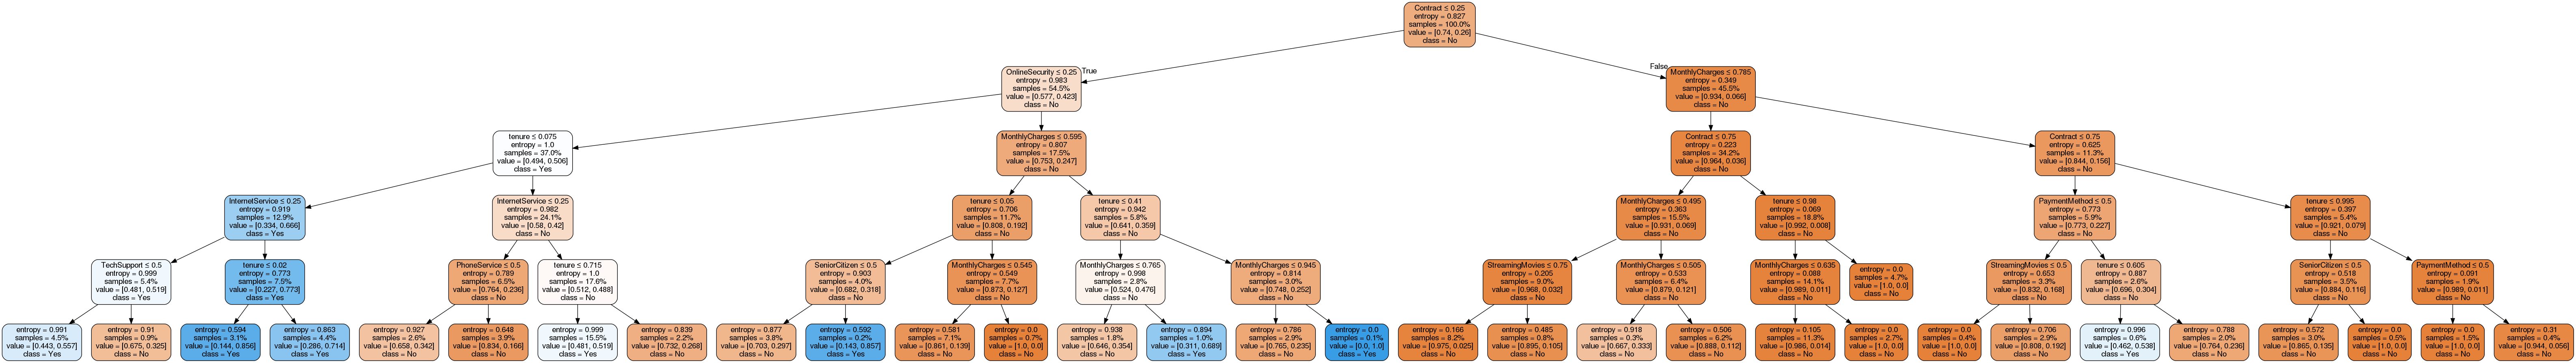 Contract ≤ 0.25
entropy = 0.827
samples = 100.0%
value = [0.74, 0.26]
class = No
True
False
OnlineSecurity ≤ 0.25
entropy = 0.983
samples = 54.5%
value = [0.577, 0.423]
class = No
MonthlyCharges ≤ 0.785
entropy = 0.349
samples = 45.5%
value = [0.934, 0.066]
class = No
tenure ≤ 0.075
entropy = 1.0
samples = 37.0%
value = [0.494, 0.506]
class = Yes
MonthlyCharges ≤ 0.595
entropy = 0.807
samples = 17.5%
value = [0.753, 0.247]
class = No
Contract ≤ 0.75
entropy = 0.223
samples = 34.2%
value = [0.964, 0.036]
class = No
Contract ≤ 0.75
entropy = 0.625
samples = 11.3%
value = [0.844, 0.156]
class = No
InternetService ≤ 0.25
entropy = 0.919
samples = 12.9%
value = [0.334, 0.666]
class = Yes
InternetService ≤ 0.25
entropy = 0.982
samples = 24.1%
value = [0.58, 0.42]
class = No
tenure ≤ 0.05
entropy = 0.706
samples = 11.7%
value = [0.808, 0.192]
class = No
tenure ≤ 0.41
entropy = 0.942
samples = 5.8%
value = [0.641, 0.359]
class = No
MonthlyCharges ≤ 0.495
entropy = 0.363
samples = 15.5%
value = [0.931, 0.069]
class = No
tenure ≤ 0.98
entropy = 0.069
samples = 18.8%
value = [0.992, 0.008]
class = No
PaymentMethod ≤ 0.5
entropy = 0.773
samples = 5.9%
value = [0.773, 0.227]
class = No
tenure ≤ 0.995
entropy = 0.397
samples = 5.4%
value = [0.921, 0.079]
class = No
TechSupport ≤ 0.5
entropy = 0.999
samples = 5.4%
value = [0.481, 0.519]
class = Yes
tenure ≤ 0.02
entropy = 0.773
samples = 7.5%
value = [0.227, 0.773]
class = Yes
PhoneService ≤ 0.5
entropy = 0.789
samples = 6.5%
value = [0.764, 0.236]
class = No
tenure ≤ 0.715
entropy = 1.0
samples = 17.6%
value = [0.512, 0.488]
class = No
SeniorCitizen ≤ 0.5
entropy = 0.903
samples = 4.0%
value = [0.682, 0.318]
class = No
MonthlyCharges ≤ 0.545
entropy = 0.549
samples = 7.7%
value = [0.873, 0.127]
class = No
MonthlyCharges ≤ 0.765
entropy = 0.998
samples = 2.8%
value = [0.524, 0.476]
class = No
MonthlyCharges ≤ 0.945
entropy = 0.814
samples = 3.0%
value = [0.748, 0.252]
class = No
StreamingMovies ≤ 0.75
entropy = 0.205
samples = 9.0%
value = [0.968, 0.032]
class = No
MonthlyCharges ≤ 0.505
entropy = 0.533
samples = 6.4%
value = [0.879, 0.121]
class = No
MonthlyCharges ≤ 0.635
entropy = 0.088
samples = 14.1%
value = [0.989, 0.011]
class = No
entropy = 0.0
samples = 4.7%
value = [1.0, 0.0]
class = No
StreamingMovies ≤ 0.5
entropy = 0.653
samples = 3.3%
value = [0.832, 0.168]
class = No
tenure ≤ 0.605
entropy = 0.887
samples = 2.6%
value = [0.696, 0.304]
class = No
SeniorCitizen ≤ 0.5
entropy = 0.518
samples = 3.5%
value = [0.884, 0.116]
class = No
PaymentMethod ≤ 0.5
entropy = 0.091
samples = 1.9%
value = [0.989, 0.011]
class = No
entropy = 0.991
samples = 4.5%
value = [0.443, 0.557]
class = Yes
entropy = 0.91
samples = 0.9%
value = [0.675, 0.325]
class = No
entropy = 0.594
samples = 3.1%
value = [0.144, 0.856]
class = Yes
entropy = 0.863
samples = 4.4%
value = [0.286, 0.714]
class = Yes
entropy = 0.927
samples = 2.6%
value = [0.658, 0.342]
class = No
entropy = 0.648
samples = 3.9%
value = [0.834, 0.166]
class = No
entropy = 0.999
samples = 15.5%
value = [0.481, 0.519]
class = Yes
entropy = 0.839
samples = 2.2%
value = [0.732, 0.268]
class = No
entropy = 0.877
samples = 3.8%
value = [0.703, 0.297]
class = No
entropy = 0.592
samples = 0.2%
value = [0.143, 0.857]
class = Yes
entropy = 0.581
samples = 7.1%
value = [0.861, 0.139]
class = No
entropy = 0.0
samples = 0.7%
value = [1.0, 0.0]
class = No
entropy = 0.938
samples = 1.8%
value = [0.646, 0.354]
class = No
entropy = 0.894
samples = 1.0%
value = [0.311, 0.689]
class = Yes
entropy = 0.786
samples = 2.9%
value = [0.765, 0.235]
class = No
entropy = 0.0
samples = 0.1%
value = [0.0, 1.0]
class = Yes
entropy = 0.166
samples = 8.2%
value = [0.975, 0.025]
class = No
entropy = 0.485
samples = 0.8%
value = [0.895, 0.105]
class = No
entropy = 0.918
samples = 0.3%
value = [0.667, 0.333]
class = No
entropy = 0.506
samples = 6.2%
value = [0.888, 0.112]
class = No
entropy = 0.105
samples = 11.3%
value = [0.986, 0.014]
class = No
entropy = 0.0
samples = 2.7%
value = [1.0, 0.0]
class = No
entropy = 0.0
samples = 0.4%
value = [1.0, 0.0]
class = No
entropy = 0.706
samples = 2.9%
value = [0.808, 0.192]
class = No
entropy = 0.996
samples = 0.6%
value = [0.462, 0.538]
class = Yes
entropy = 0.788
samples = 2.0%
value = [0.764, 0.236]
class = No
entropy = 0.572
samples = 3.0%
value = [0.865, 0.135]
class = No
entropy = 0.0
samples = 0.5%
value = [1.0, 0.0]
class = No
entropy = 0.0
samples = 1.5%
value = [1.0, 0.0]
class = No
entropy = 0.31
samples = 0.4%
value = [0.944, 0.056]
class = No